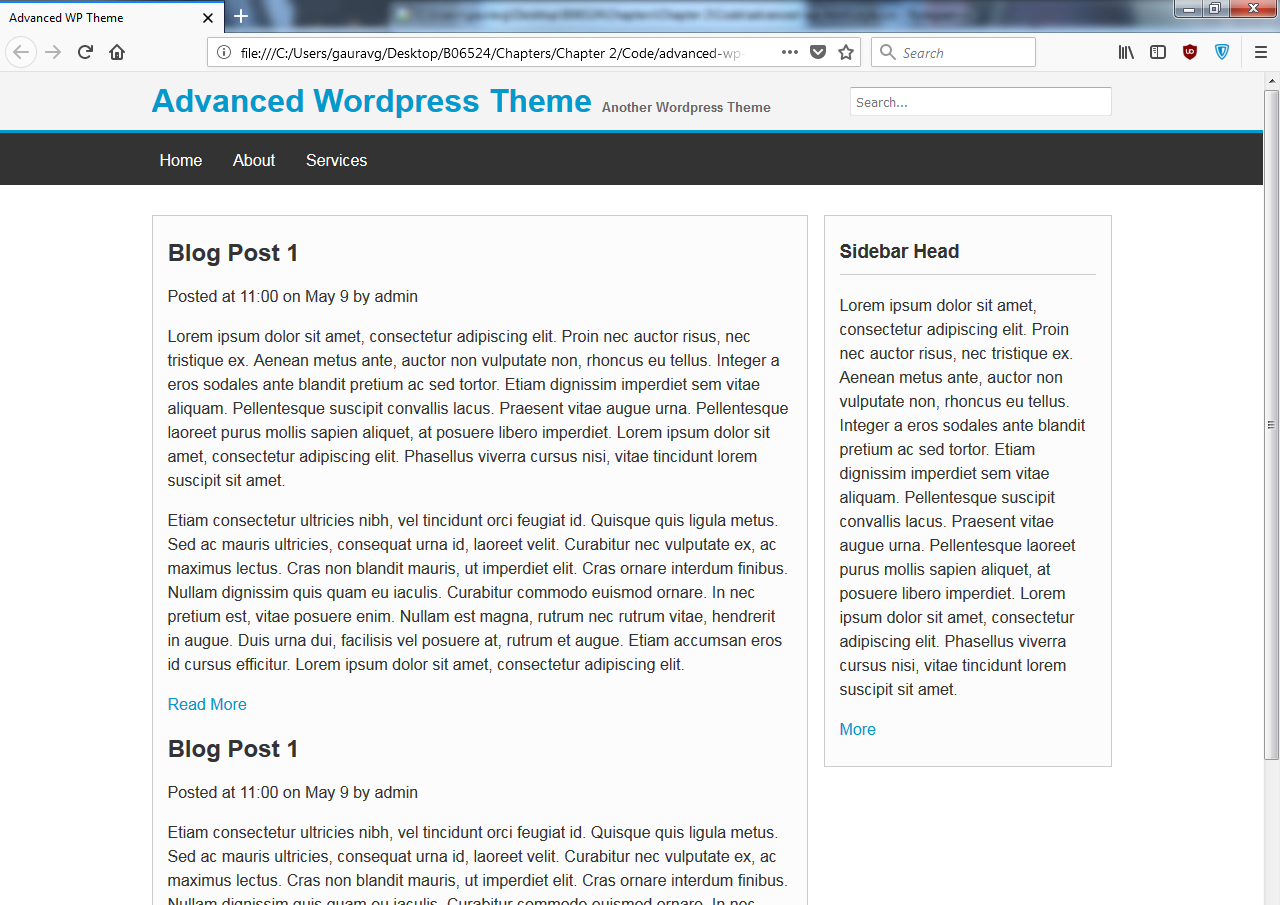 Advanced WP Theme
file:///C:/Users/gauravg/Desktop/B06524/Chapters/Chapter 2/Code/advanced-wp-
Search
Advanced Wordpress Theme Another Wordpress Theme
Search...
Home About Services
Blog Post 1
Posted at 11:00 on May 9 by admin
Lorem ipsum dolor sit amet, consectetur adipiscing elit. Proin nec auctor risus, nec
tristique ex. Aenean metus ante, auctor non vulputate non, rhoncus eu tellus. Integer a
eros sodales ante blandit pretium ac sed tortor. Etiam dignissim imperdiet sem vitae
aliquam. Pellentesque suscipit convallis lacus. Praesent vitae augue urna. Pellentesque
laoreet purus mollis sapien aliquet, at posuere libero imperdiet. Lorem ipsum dolor sit
amet, consectetur adipiscing elit. Phasellus viverra cursus nisi, vitae tincidunt lorem
suscipit sit amet.
Etiam consectetur ultricies nibh, vel tincidunt orci feugiat id. Quisque quis ligula metus.
Sed ac mauris ultricies, consequat urna id, laoreet velit. Curabitur nec vulputate ex, ac
maximus lectus. Cras non blandit mauris, ut imperdiet elit. Cras ornare interdum finibus.
Nullam dignissim quis quam eu iaculis. Curabitur commodo euismod ornare. In nec
pretium est, vitae posuere enim. Nullam est magna, rutrum nec rutrum vitae, hendrerit
in augue. Duis urna dui, facilisis vel posuere at, rutrum et augue. Etiam accumsan eros
id cursus efficitur. Lorem ipsum dolor sit amet, consectetur adipiscing elit.
Read More
Blog Post 1
Posted at 11:00 on May 9 by admin
Etiam consectetur ultricies nibh, vel tincidunt orci feugiat id. Quisque quis ligula metus.
Sed ac mauris ultricies, consequat urna id, laoreet velit. Curabitur nec vulputate ex, ac
maximus lectus. Cras non blandit mauris, ut imperdiet elit. Cras ornare interdum finibus.
Nullam dignissim quis quam eu iaculis. Curabitur commodo euismod ornare. In nec
Sidebar Head
Lorem ipsum dolor sit amet,
consectetur adipiscing elit. Proin
nec auctor risus, nec tristique ex.
Aenean metus ante, auctor non
vulputate non, rhoncus eu tellus.
Integer a eros sodales ante blandit
pretium ac sed tortor. Etiam
dignissim imperdiet sem vitae
aliquam. Pellentesque suscipit
convallis lacus. Praesent vitae
augue urna. Pellentesque laoreet
purus mollis sapien aliquet, at
posuere libero imperdiet. Lorem
ipsum dolor sit amet, consectetur
adipiscing elit. Phasellus viverra
cursus nisi, vitae tincidunt lorem
suscipit sit amet.
More